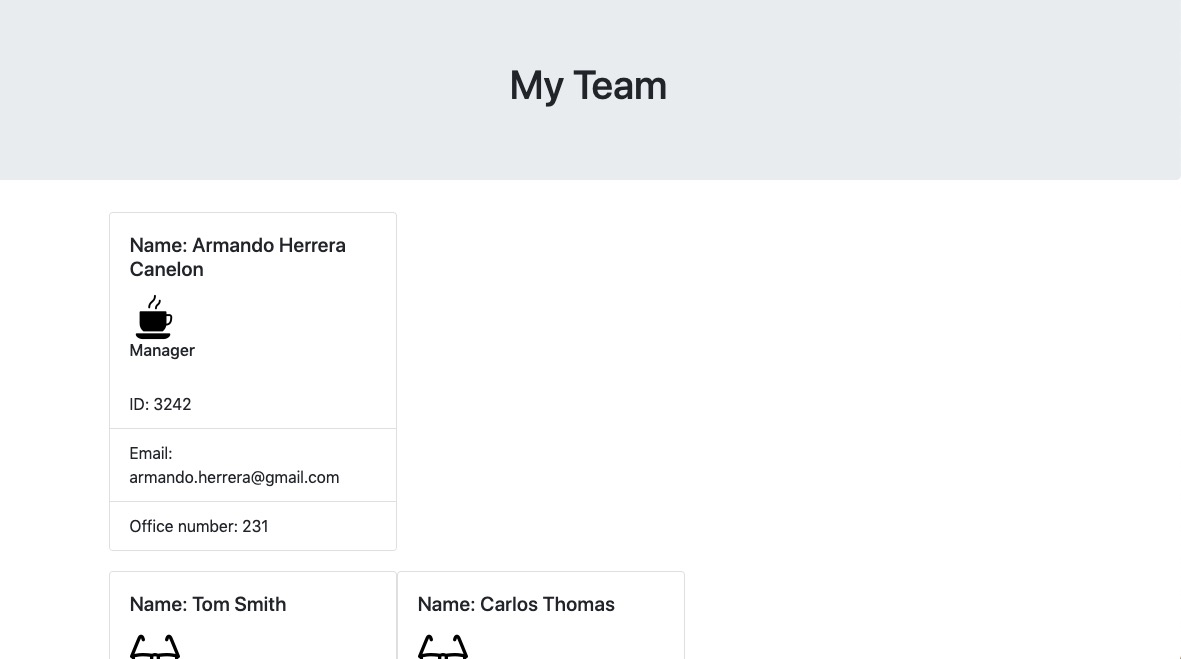 My Team
Name: Armando Herrera
Canelon
Manager
ID: 3242
Email:
armando.herrera@gmail.com
Office number: 231
Name: Tom Smith
Name: Carlos Thomas